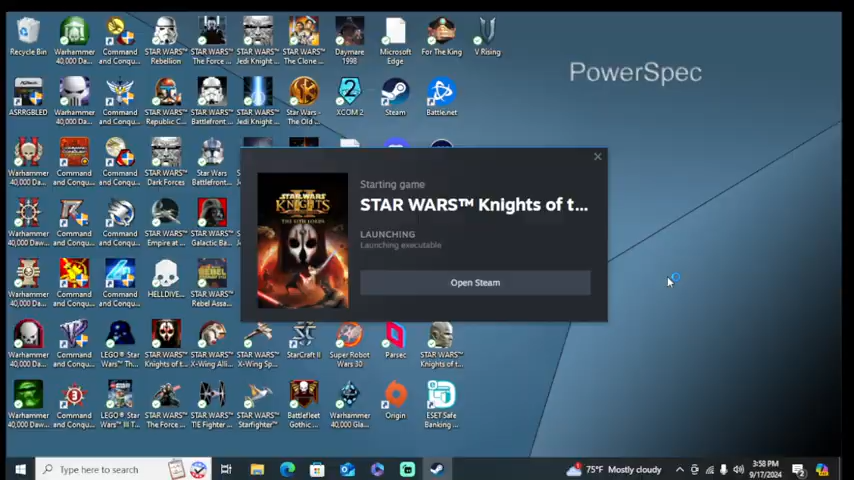 PowerSpec
Recycle Bin
Warhammer
40,000 Da...
Command
and Conqu...
STAR WARS™
Rebellion
STAR WARS™
The Force ...
STAR WARS™
Jedi Knight ...
STAR WARS™
The Clone ...
Daymare
1998
Microsoft
Edge
For The King
V Rising
ASRRGBLED
Warhammer
40,000 Da...
Command
and Conqu...
STAR WARS™
Republic C...
STAR WARS™
Battlefront ...
STAR WARS™
Jedi Knight ...
Star Wars -
The Old ...
XCOM 2
Steam
Battle.net
Warhammer
40,000 Da...
Command
and Conqu...
Command
and Conqu...
STAR WARS™
Dark Forces
Star Wars
Battlefront...
Warhammer
40,000 Daw...
Command
and Conqu...
Command
and Conqu...
STAR WARS™
Empire at ...
STAR WARS™
Galactic Ba...
Warhammer
40,000 Daw...
Command
and Conqu...
Command
and Conqu...
HELLDIVE...
STAR WARS™
Rebel Assa...
Starting game
STAR WARS™ Knights of t...
LAUNCHING
Launching executable
Open Steam
STAR WARS
KNIGHTS
THE SITH LORDS
Warhammer
40,000 Da...
Command
and Conqu...
LEGO® Star
Wars™ Th...
STAR WARS™
Knights of t...
STAR WARS™
X-Wing Alli...
STAR WARS™
X-Wing Sp...
StarCraft II
Super Robot
Wars 30
Parsec
STAR WARS™
Knights of t...
Warhammer
40,000 Daw...
Command
and Conqu...
LEGO® Star
Wars™ III T...
STAR WARS™
The Force ...
STAR WARS™
TIE Fighter ...
STAR WARS™
Starfighter™
Battlefleet
Gothic ...
Warhammer
40,000 Gla...
Origin
ESET Safe
Banking ...
Type here to search
75°F Mostly cloudy
3:58 PM
9/17/2024